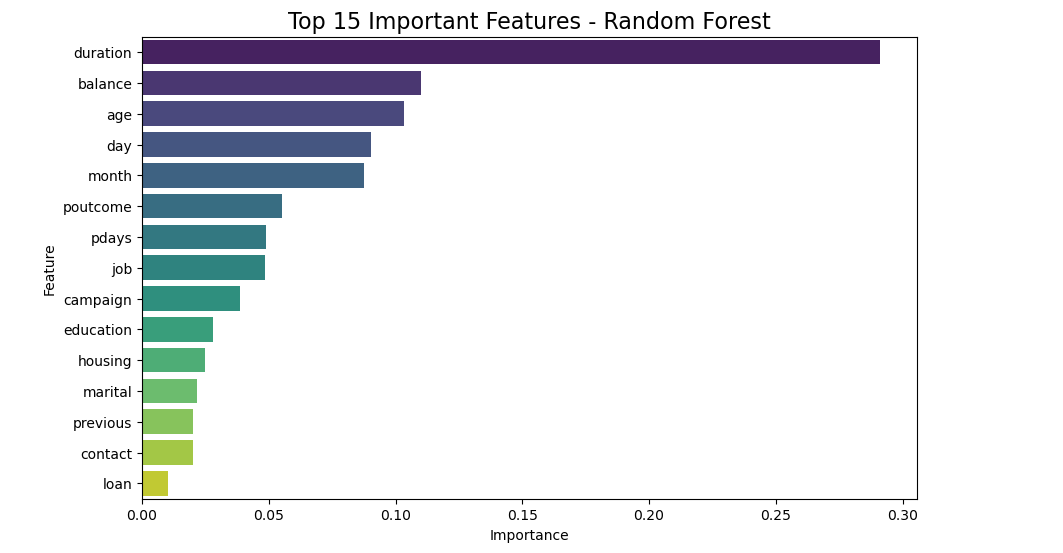 Top 15 Important Features - Random Forest
duration
balance
age
day
month
poutcome
pdays
job
campaign
education
housing
marital
previous
contact
loan
Feature
0.00 0.05 0.10 0.15 0.20 0.25 0.30
Importance